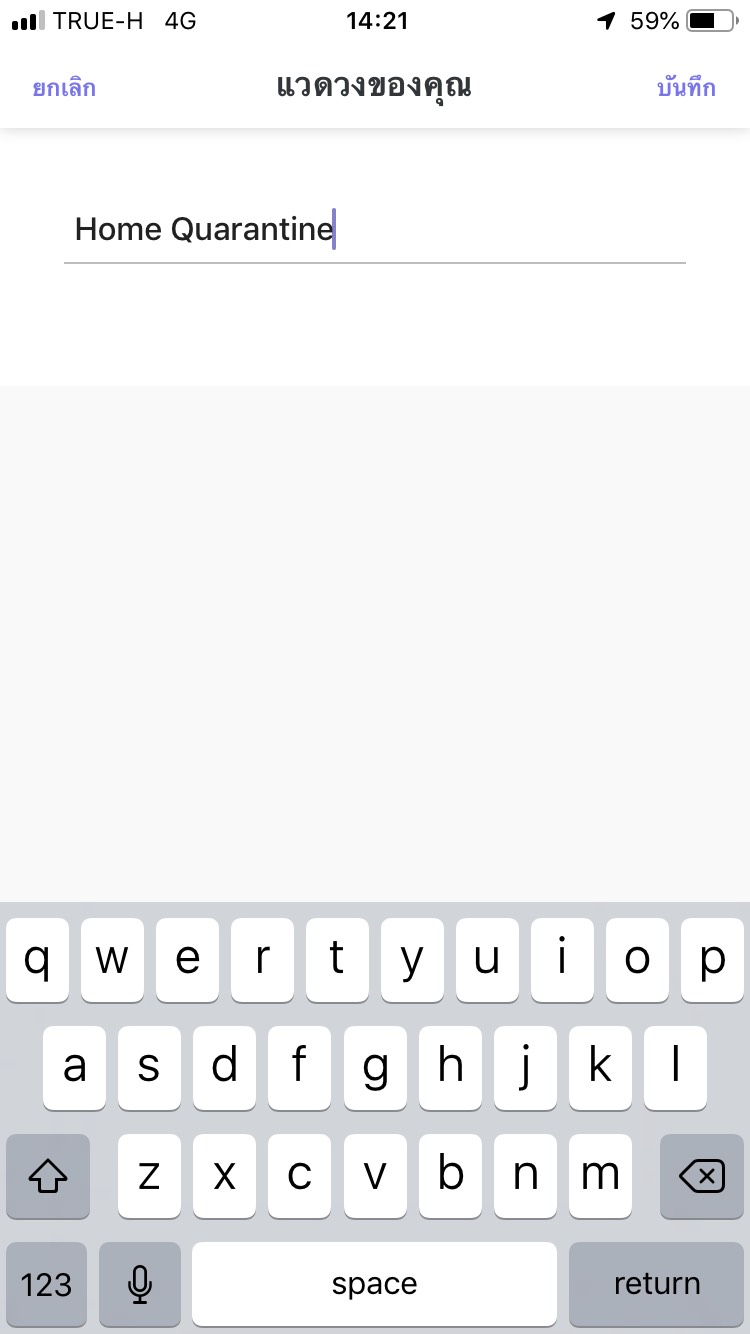 TRUE-H 4G 14:21 59%
ยกเลิก แวดวงของคุณ บันทึก
Home Quarantine
q w e r t y u i o p
a s d f g h j k l
z x c v b n m
123 space return